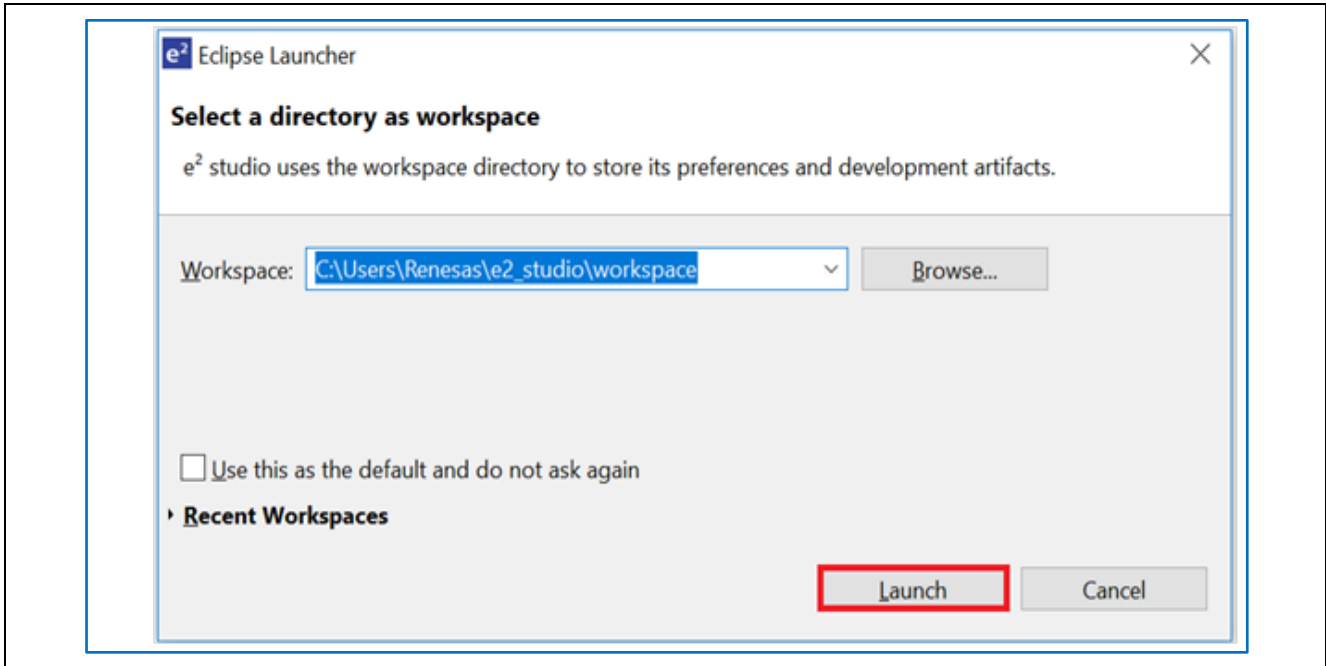 e² Eclipse Launcher
Select a directory as workspace
e² studio uses the workspace directory to store its preferences and development artifacts.
Workspace: C:\Users\Renesas\e2_studio\workspace Browse...
Use this as the default and do not ask again
Recent Workspaces
Launch Cancel